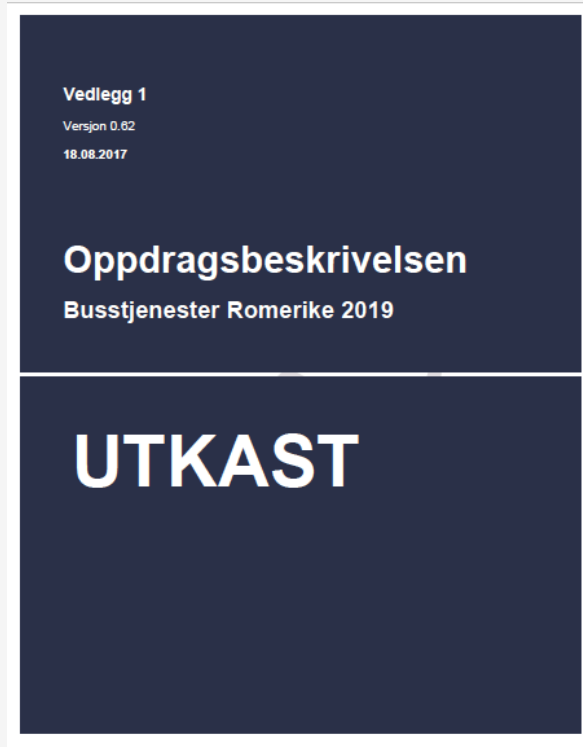 Vedlegg 1
Versjon 0.62
18.08.2017
Oppdragsbeskrivelsen
Busstjenester Romerike 2019
UTKAST